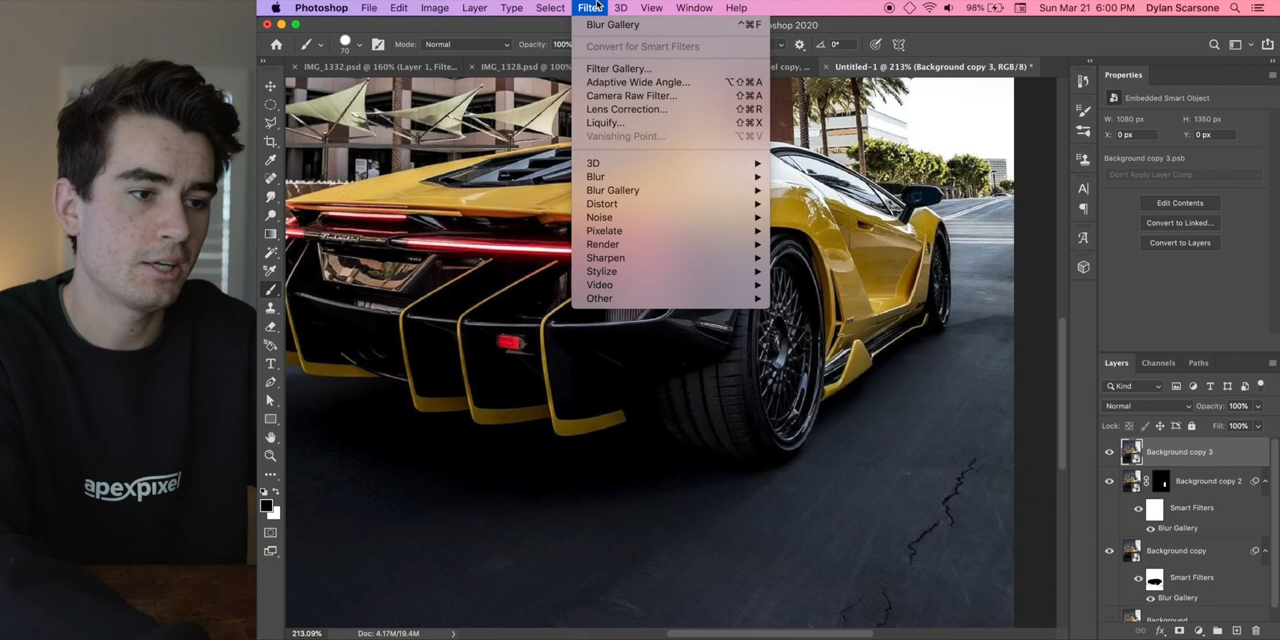 Photoshop File Edit Image Layer Type Select Filter 3D View Window Help 98% Sun Mar 21 6:00 PM Dylan Scarsone
shop 2020
70 Mode: Normal Opacity: 100% 0°
IMG_1332.psd @ 160% (Layer 1, Filte... IMG_1328.psd @ 100% el copy, ... Untitled-1 @ 213% (Background copy 3, RGB/8) *
Blur Gallery ^⌘F
Convert for Smart Filters
Filter Gallery...
Adaptive Wide Angle... ⌥⇧⌘A
Camera Raw Filter... ⇧⌘A
Lens Correction... ⇧⌘R
Liquify... ⇧⌘X
Vanishing Point... ⌥⌘V
3D
Blur
Blur Gallery
Distort
Noise
Pixelate
Render
Sharpen
Stylize
Video
Other
Properties
Embedded Smart Object
W: 1080 px H: 1350 px
X: 0 px Y: 0 px
Background copy 3.psb
Don't Apply Layer Comp
Edit Contents
Convert to Linked...
Convert to Layers
Layers Channels Paths
Kind
Normal Opacity: 100%
Lock: Fill: 100%
Background copy 3
Background copy 2
Smart Filters
Blur Gallery
Background copy
Smart Filters
Blur Gallery
apexpixel
213.09% Doc: 4.17M/19.4M